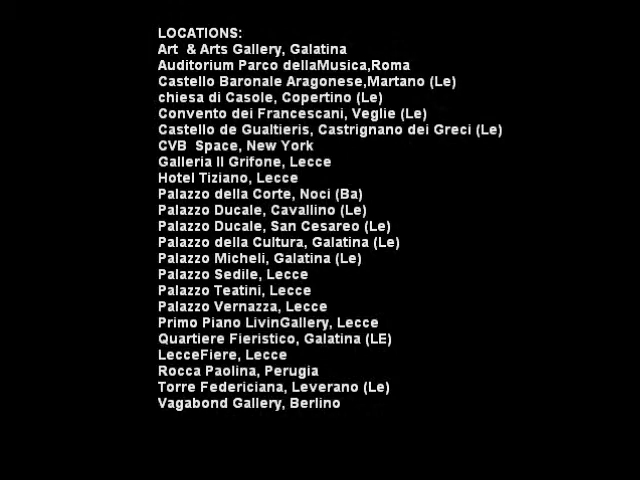 LOCATIONS:
Art  & Arts Gallery, Galatina
Auditorium Parco dellaMusica,Roma
Castello Baronale Aragonese,Martano (Le)
chiesa di Casole, Copertino (Le)
Convento dei Francescani, Veglie (Le)
Castello de Gualtieris, Castrignano dei Greci (Le)
CVB  Space, New York
Galleria Il Grifone, Lecce
Hotel Tiziano, Lecce
Palazzo della Corte, Noci (Ba)
Palazzo Ducale, Cavallino (Le)
Palazzo Ducale, San Cesareo (Le)
Palazzo della Cultura, Galatina (Le)
Palazzo Micheli, Galatina (Le)
Palazzo Sedile, Lecce
Palazzo Teatini, Lecce
Palazzo Vernazza, Lecce
Primo Piano LivinGallery, Lecce
Quartiere Fieristico, Galatina (LE)
LecceFiere, Lecce
Rocca Paolina, Perugia
Torre Federiciana, Leverano (Le)
Vagabond Gallery, Berlino